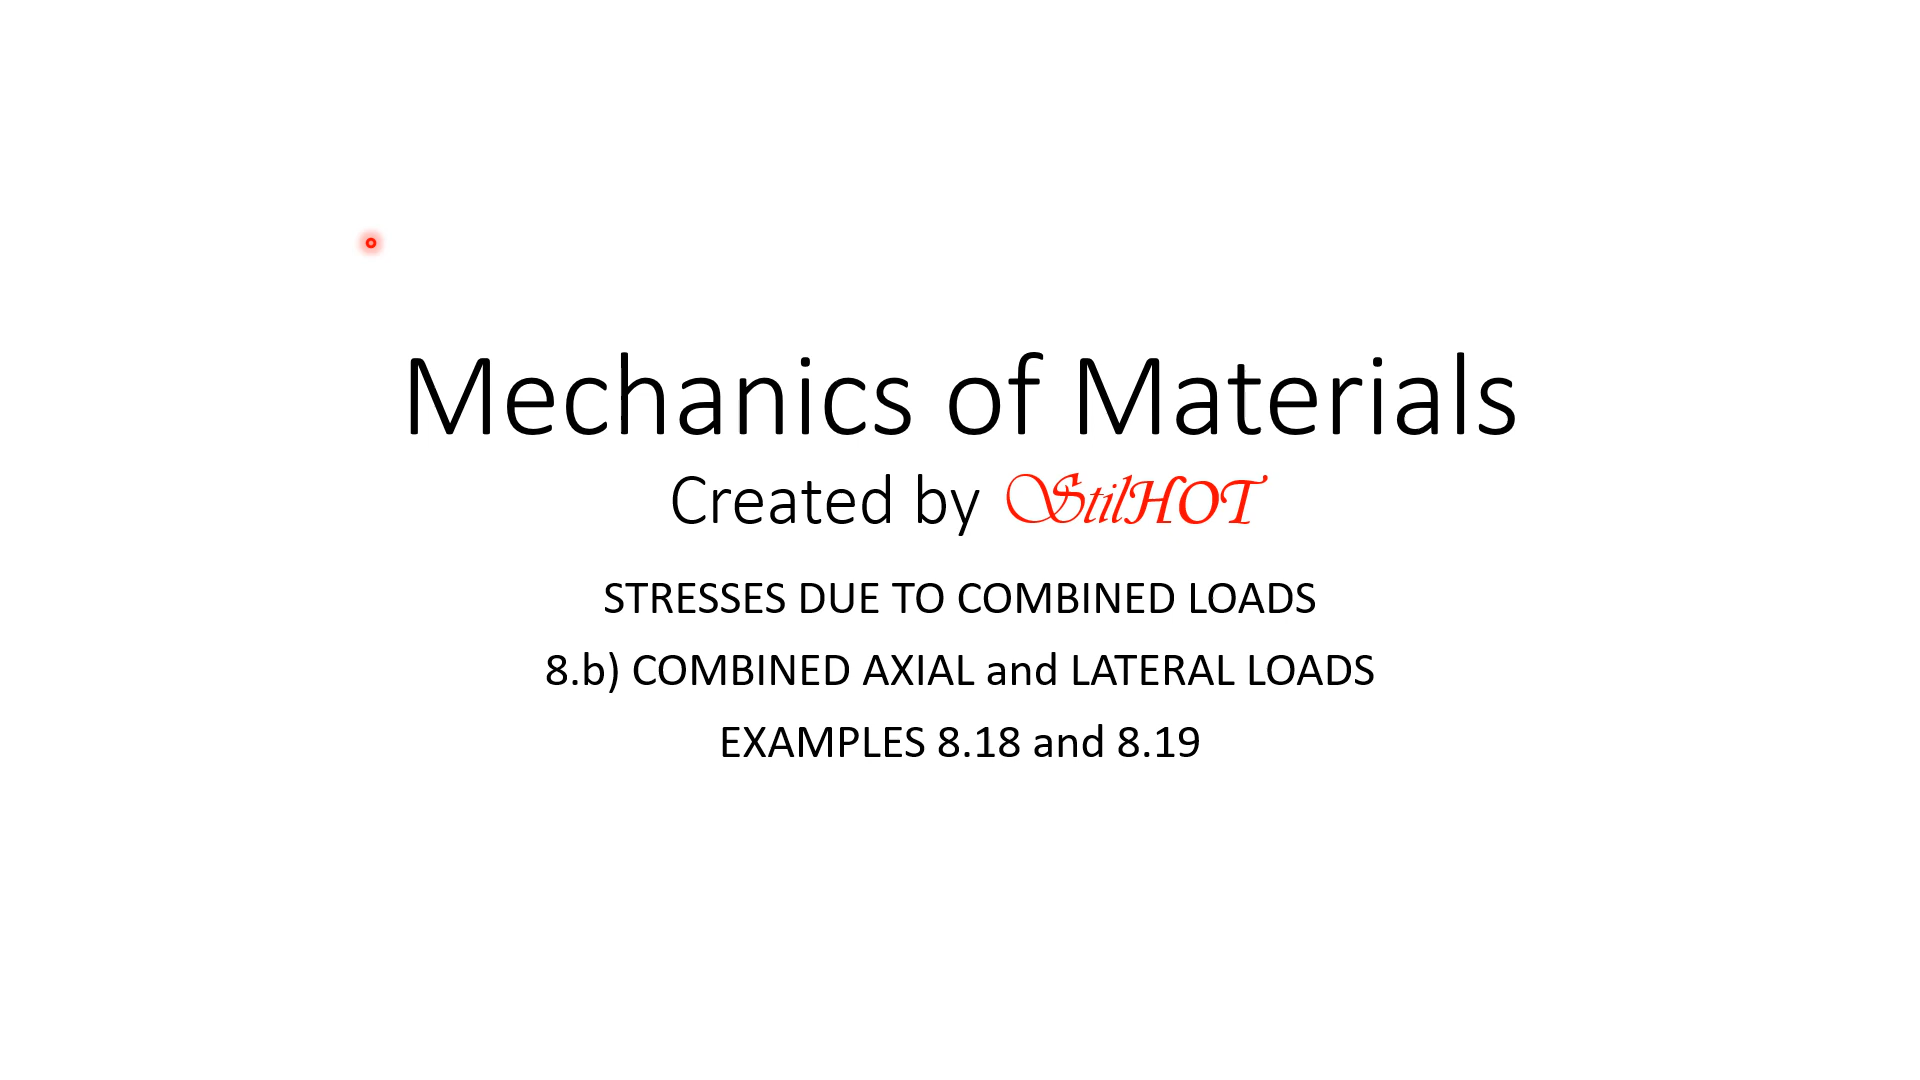 Mechanics of Materials
Created by StilHOT
STRESSES DUE TO COMBINED LOADS
8.b) COMBINED AXIAL and LATERAL LOADS
EXAMPLES 8.18 and 8.19